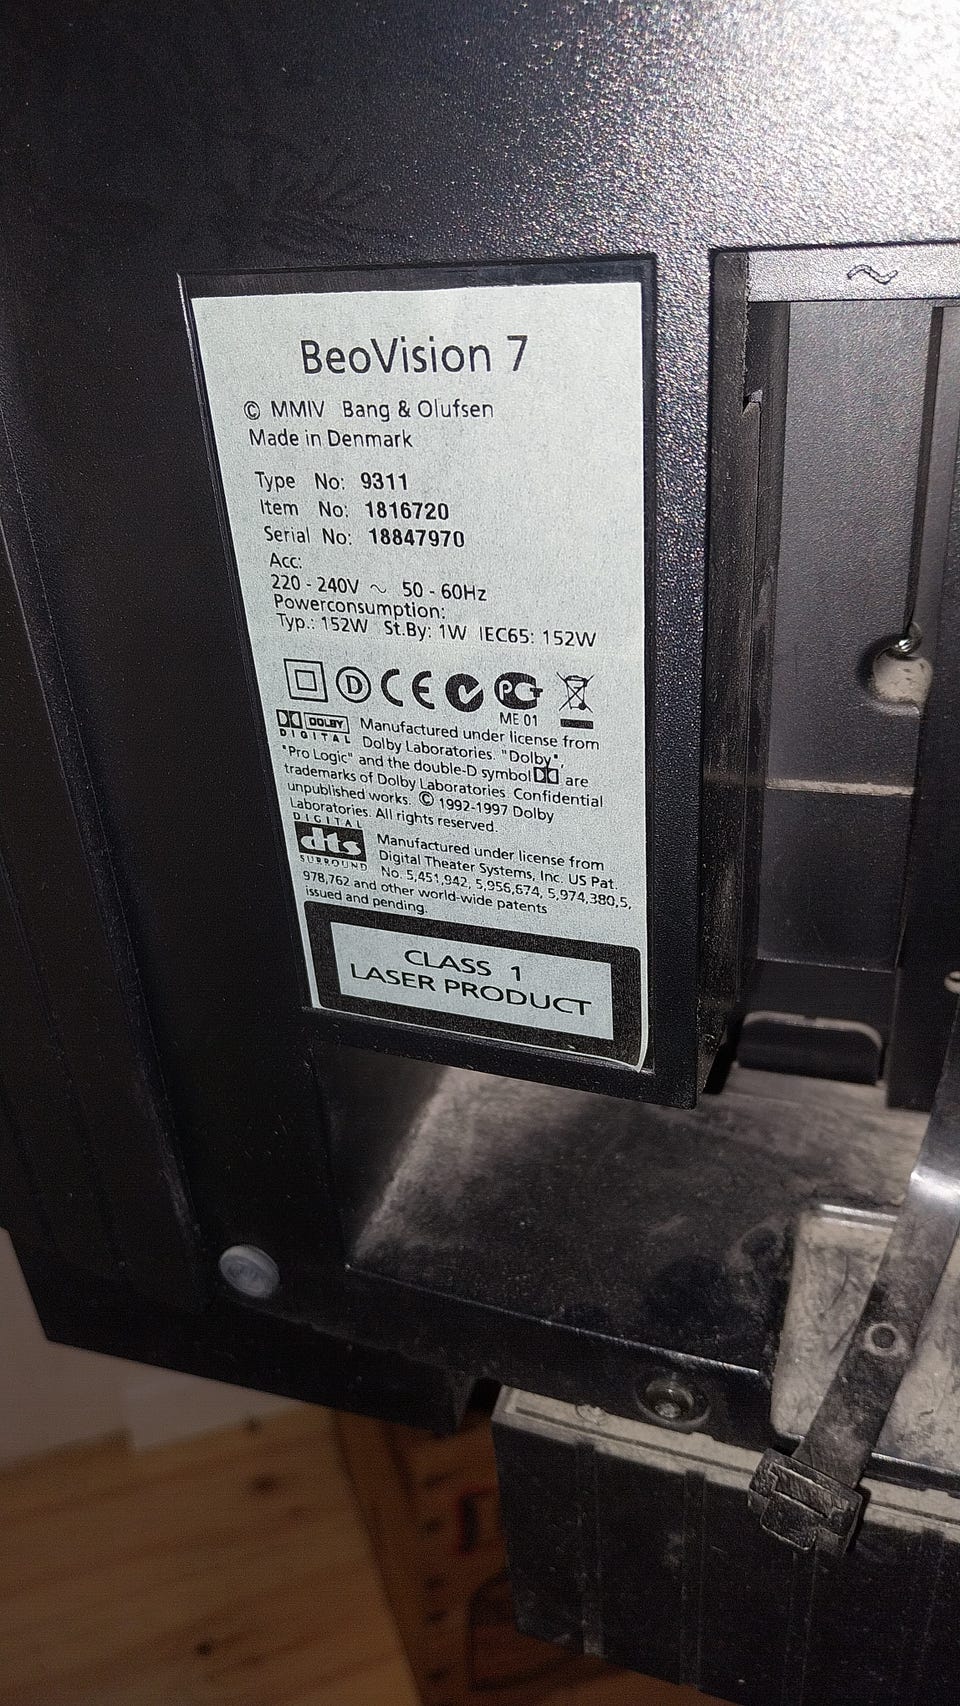 ~
BeoVision 7
© MMIV Bang & Olufsen
Made in Denmark
Type No: 9311
Item No: 1816720
Serial No: 18847970
Acc:
220 - 240V ~ 50 - 60Hz
Powerconsumption:
Typ.: 152W St.By: 1W IEC65: 152W
D CE PCT
ME 01
DOLBY
DIGITAL
Manufactured under license from
Dolby Laboratories. "Dolby",
"Pro Logic" and the double-D symbol are
trademarks of Dolby Laboratories Confidential
unpublished works. © 1992-1997 Dolby
Laboratories. All rights reserved.
DIGITAL
dts
SURROUND
Manufactured under license from
Digital Theater Systems, Inc. US Pat.
No. 5,451,942, 5,956,674, 5,974,380,5,
978,762 and other world-wide patents
issued and pending.
CLASS 1
LASER PRODUCT